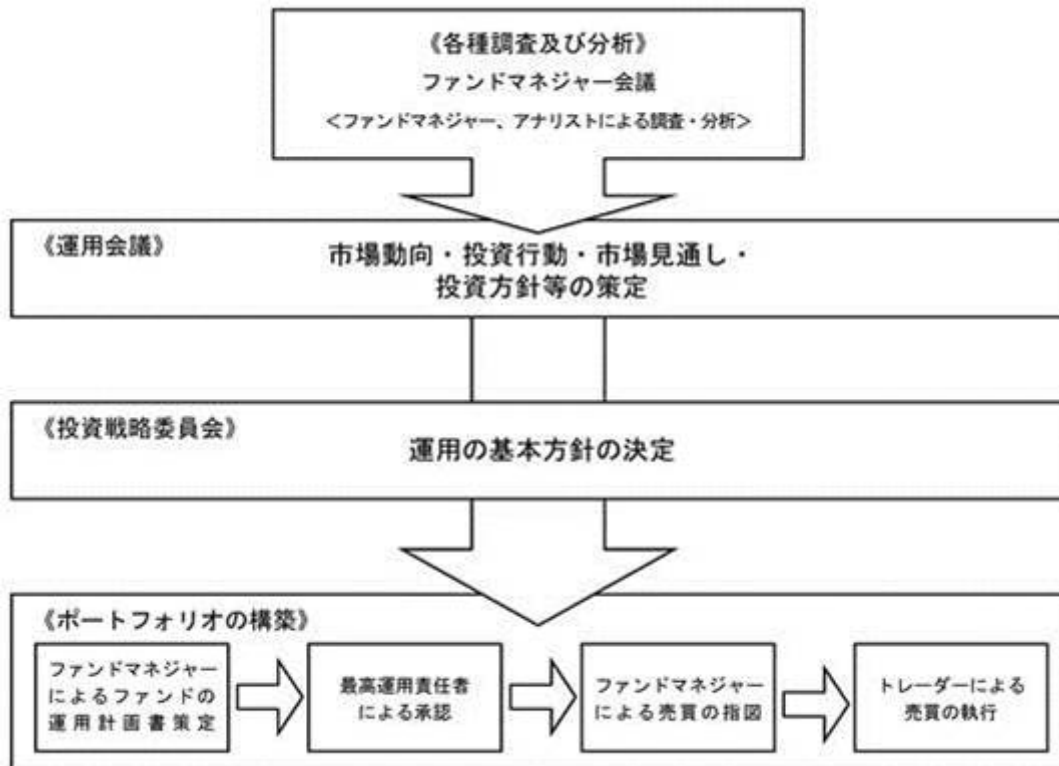 《各種調査及び分析》
ファンドマネジャー会議
<ファンドマネジャー、アナリストによる調査・分析>
《運用会議》
市場動向・投資行動・市場見通し・
投資方針等の策定
《投資戦略委員会》
運用の基本方針の決定
《ポートフォリオの構築》
ファンドマネジャー
によるファンドの
運用計画書策定
最高運用責任者
による承認
ファンドマネジャー
による売買の指図
トレーダーによる
売買の執行